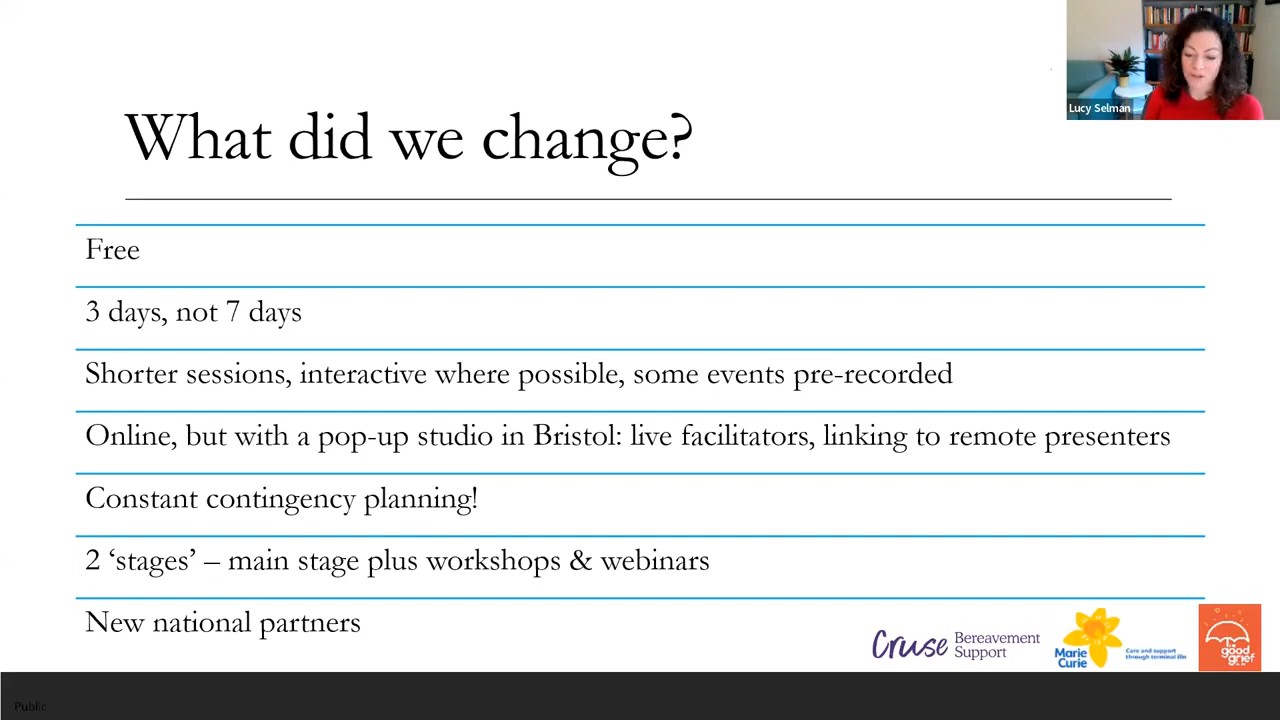 Lucy Selman
What did we change?
Free
3 days, not 7 days
Shorter sessions, interactive where possible, some events pre-recorded
Online, but with a pop-up studio in Bristol: live facilitators, linking to remote presenters
Constant contingency planning!
2 ‘stages’ – main stage plus workshops & webinars
New national partners
Cruse Bereavement
Support
Marie
Curie
Care and support
through terminal illness
the
good
grief
Public